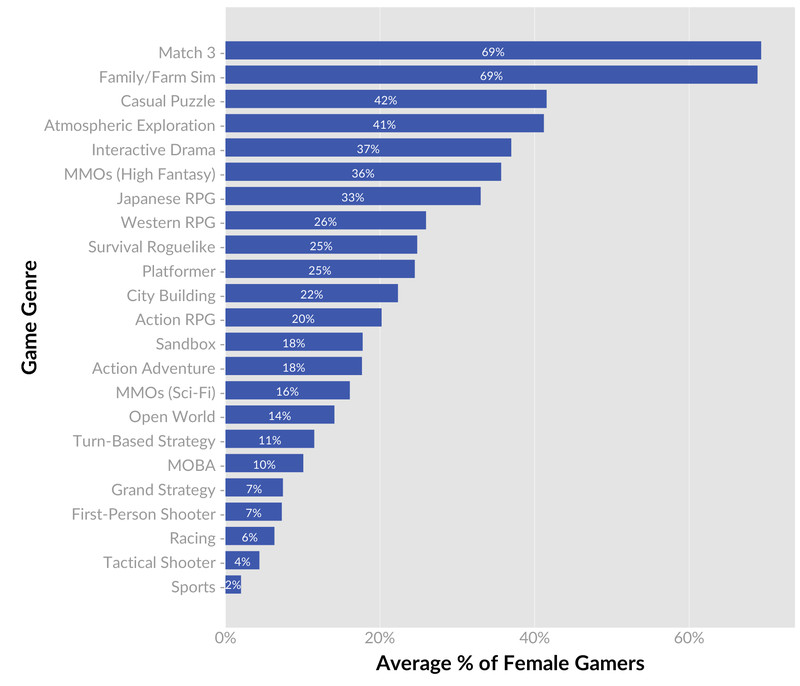 Game Genre
Match 3 69%
Family/Farm Sim 69%
Casual Puzzle 42%
Atmospheric Exploration 41%
Interactive Drama 37%
MMOs (High Fantasy) 36%
Japanese RPG 33%
Western RPG 26%
Survival Roguelike 25%
Platformer 25%
City Building 22%
Action RPG 20%
Sandbox 18%
Action Adventure 18%
MMOs (Sci-Fi) 16%
Open World 14%
Turn-Based Strategy 11%
MOBA 10%
Grand Strategy 7%
First-Person Shooter 7%
Racing 6%
Tactical Shooter 4%
Sports 2%
0% 20% 40% 60%
Average % of Female Gamers